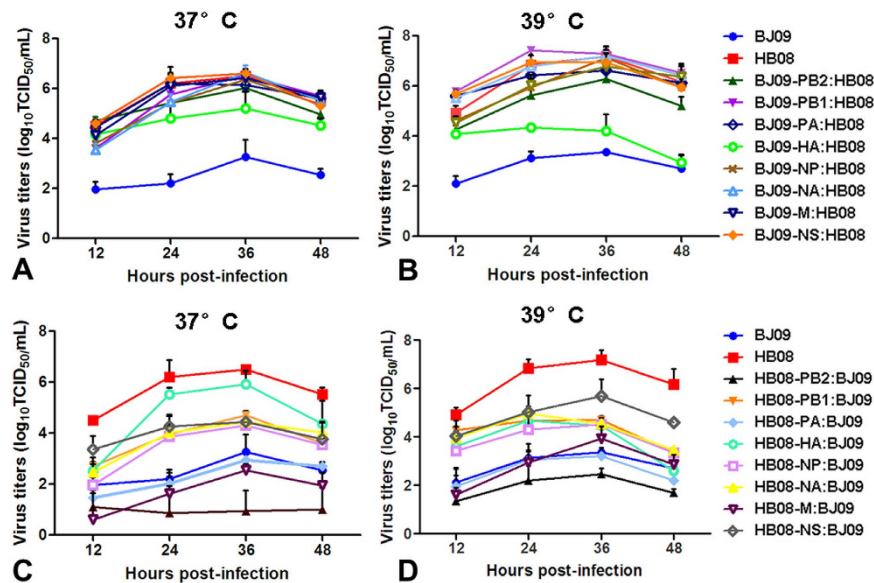 37° C
39° C
Virus titers (log10TCID50/mL)
8
6
4
2
0
12 24 36 48
Hours post-infection
A
Virus titers (log10TCID50/mL)
8
6
4
2
0
12 24 36 48
Hours post-infection
B
BJ09
HB08
BJ09-PB2:HB08
BJ09-PB1:HB08
BJ09-PA:HB08
BJ09-HA:HB08
BJ09-NP:HB08
BJ09-NA:HB08
BJ09-M:HB08
BJ09-NS:HB08
37° C
39° C
Virus titers (log10TCID50/mL)
8
6
4
2
0
12 24 36 48
Hours post-infection
C
Virus titers (log10TCID50/mL)
8
6
4
2
0
12 24 36 48
Hours post-infection
D
BJ09
HB08
HB08-PB2:BJ09
HB08-PB1:BJ09
HB08-PA:BJ09
HB08-HA:BJ09
HB08-NP:BJ09
HB08-NA:BJ09
HB08-M:BJ09
HB08-NS:BJ09